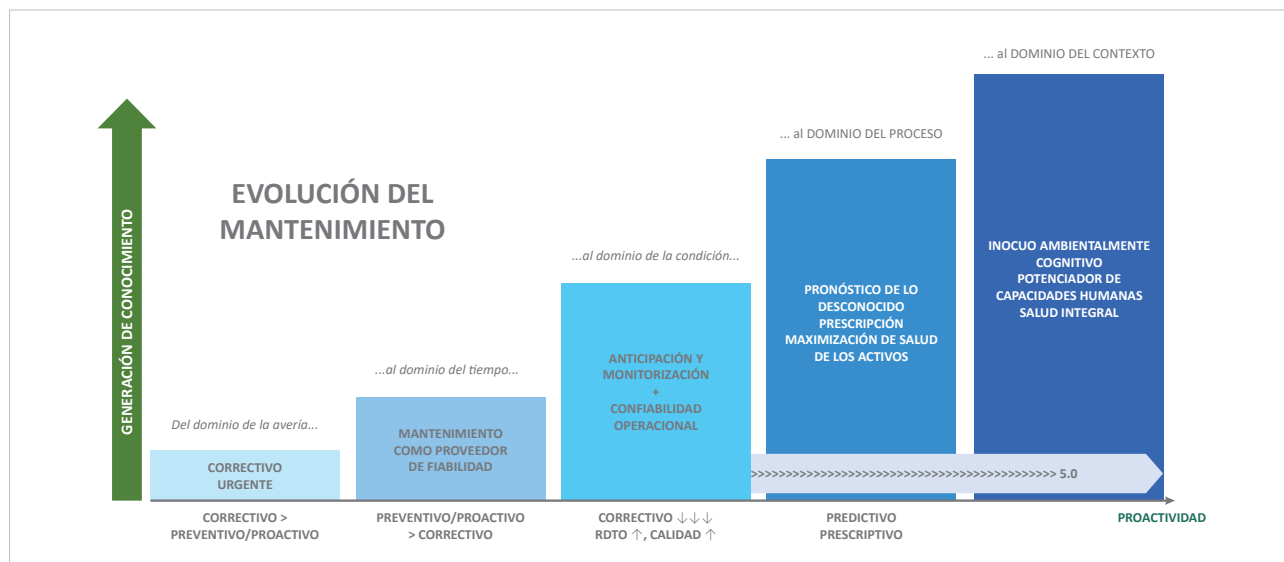 ... al DOMINIO DEL CONTEXTO
... al DOMINIO DEL PROCESO
EVOLUCIÓN DEL
MANTENIMIENTO
GENERACIÓN DE CONOCIMIENTO
...al dominio de la condición...
...al dominio del tiempo...
Del dominio de la avería...
CORRECTIVO
URGENTE
MANTENIMIENTO
COMO PROVEEDOR
DE FIABILIDAD
ANTICIPACIÓN Y
MONITORIZACIÓN
+
CONFIABILIDAD
OPERACIONAL
PRONÓSTICO DE LO
DESCONOCIDO
PRESCRIPCIÓN
MAXIMIZACIÓN DE SALUD
DE LOS ACTIVOS
INOCUO AMBIENTALMENTE
COGNITIVO
POTENCIADOR DE
CAPACIDADES HUMANAS
SALUD INTEGRAL
>>>>>>>>>>>>>>>>>>>>>>>>>>>>>>>>>>>>>>>>>>>> 5.0
CORRECTIVO >
PREVENTIVO/PROACTIVO
PREVENTIVO/PROACTIVO
> CORRECTIVO
CORRECTIVO ↓↓↓
RDTO ↑, CALIDAD ↑
PREDICTIVO
PRESCRIPTIVO
PROACTIVIDAD